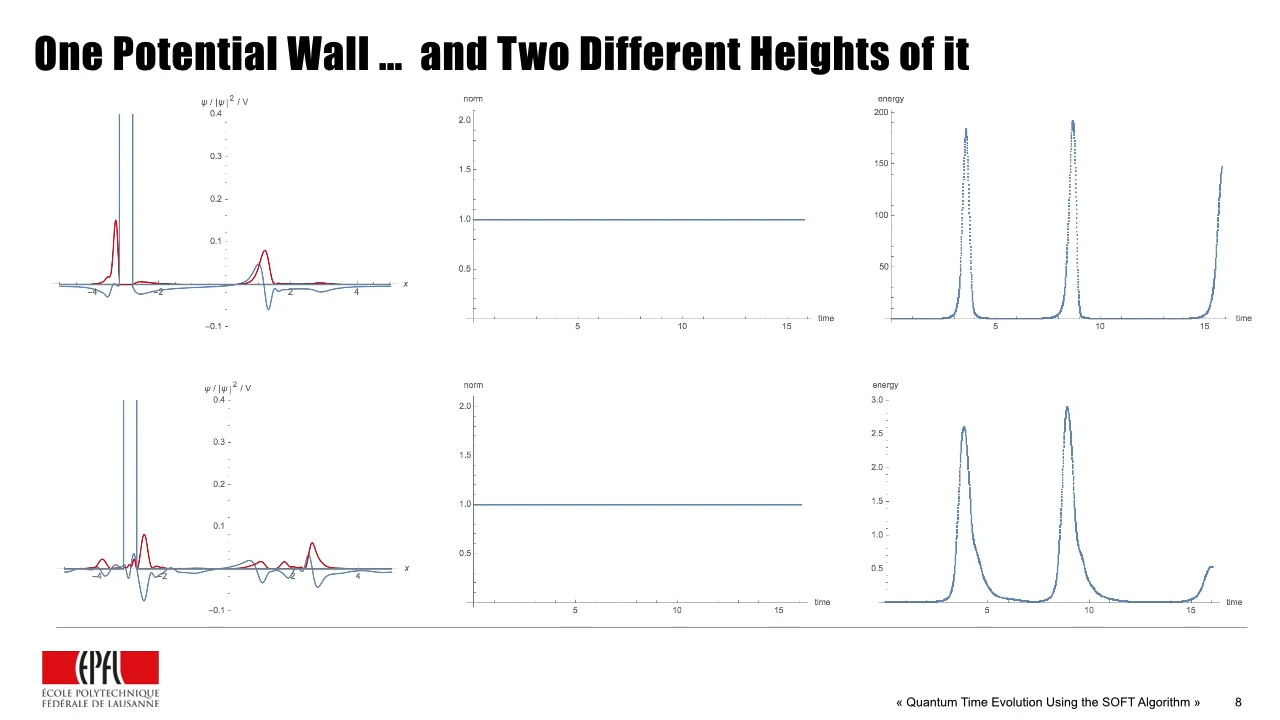 One Potential Wall ... and Two Different Heights of it
ψ / |ψ|² / V
0.4
0.3
0.2
0.1
-0.1
-4
-2
2
4
x
norm
2.0
1.5
1.0
0.5
5
10
15
time
energy
200
150
100
50
5
10
15
time
ψ / |ψ|² / V
0.4
0.3
0.2
0.1
-0.1
-4
-2
2
4
x
norm
2.0
1.5
1.0
0.5
5
10
15
time
energy
3.0
2.5
2.0
1.5
1.0
0.5
5
10
15
time
EPFL
ÉCOLE POLYTECHNIQUE
FÉDÉRALE DE LAUSANNE
« Quantum Time Evolution Using the SOFT Algorithm » 8